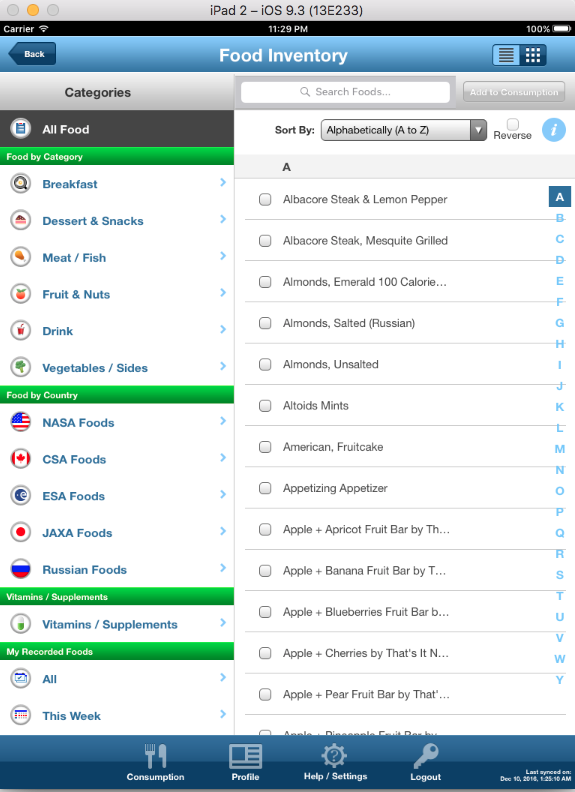 iPad 2 – iOS 9.3 (13E233)
Carrier 11:29 PM 100%
Back Food Inventory
Categories Search Foods... Add to Consumption
All Food
Sort By: Alphabetically (A to Z) Reverse i
Food by Category
Breakfast
Dessert & Snacks
Meat / Fish
Fruit & Nuts
Drink
Vegetables / Sides
Food by Country
NASA Foods
CSA Foods
ESA Foods
JAXA Foods
Russian Foods
Vitamins / Supplements
Vitamins / Supplements
My Recorded Foods
All
This Week
A
Albacore Steak & Lemon Pepper
Albacore Steak, Mesquite Grilled
Almonds, Emerald 100 Calorie…
Almonds, Salted (Russian)
Almonds, Unsalted
Altoids Mints
American, Fruitcake
Appetizing Appetizer
Apple + Apricot Fruit Bar by Th…
Apple + Banana Fruit Bar by T…
Apple + Blueberries Fruit Bar b…
Apple + Cherries by That's It N…
Apple + Pear Fruit Bar by That'…
Apple + Pineapple Fruit Bar by
A
B
C
D
E
F
G
H
I
J
K
L
M
N
O
P
Q
R
S
T
U
V
W
Y
Consumption Profile Help / Settings Logout
Last synced on:
Dec 10, 2016, 1:25:10 AM